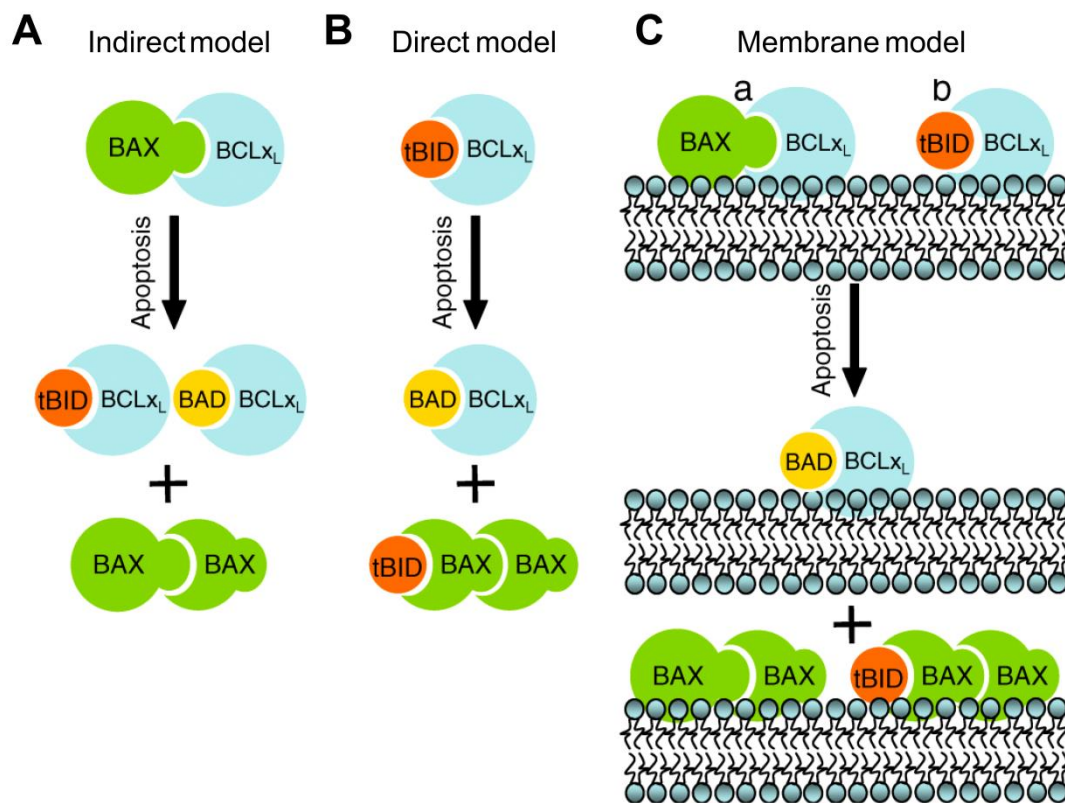 A Indirect model
BAX BCLxL
Apoptosis
tBID BCLxL BAD BCLxL
+
BAX BAX
B Direct model
tBID BCLxL
Apoptosis
BAD BCLxL
+
tBID BAX BAX
C Membrane model
a b
BAX BCLxL tBID BCLxL
Apoptosis
BAD BCLxL
+
BAX BAX tBID BAX BAX